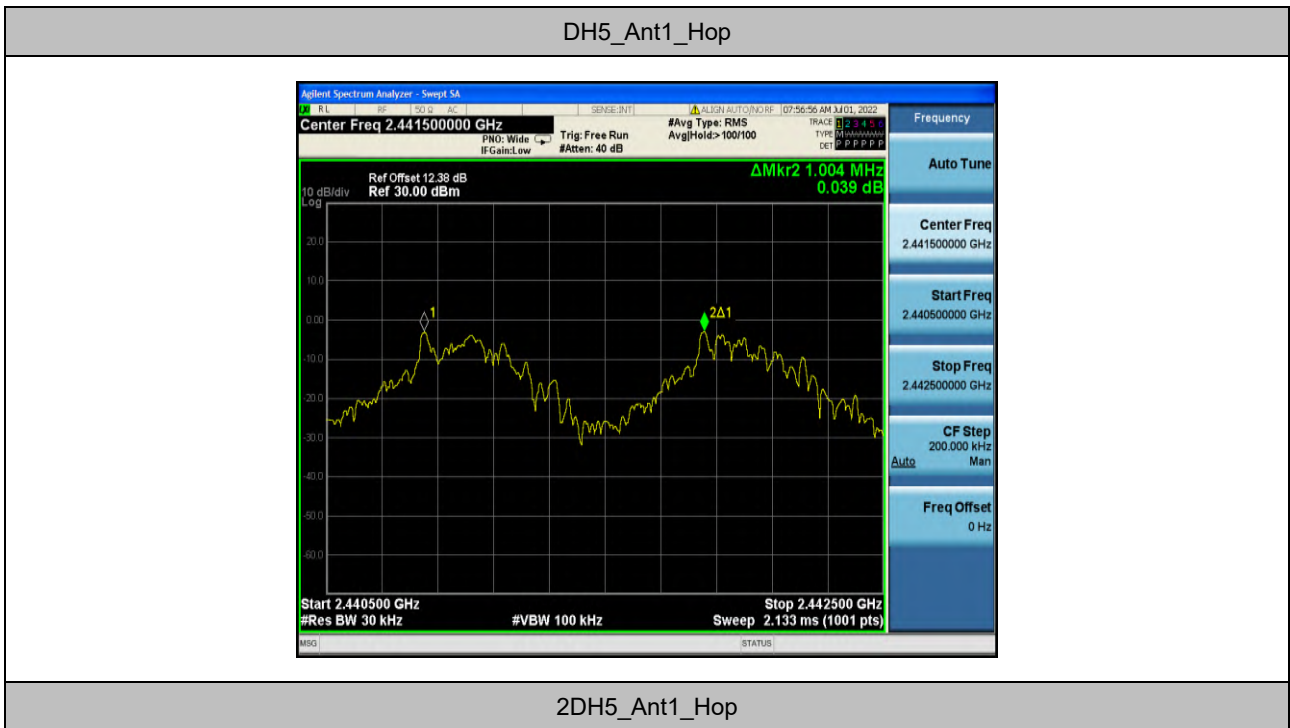 DH5_Ant1_Hop
Agilent Spectrum Analyzer - Swept SA
RL RF 50 Ω AC SENSE:INT ALIGN AUTO/NO RF 07:56:56 AM Jul 01, 2022
Center Freq 2.441500000 GHz
PNO: Wide
IFGain:Low
Trig: Free Run
#Atten: 40 dB
#Avg Type: RMS
Avg|Hold:> 100/100
TRACE 1 2 3 4 5 6
TYPE
DET P P P P P P
Ref Offset 12.38 dB
10 dB/div Ref 30.00 dBm
Log
ΔMkr2 1.004 MHz
0.039 dB
20.0
10.0
0.00
-10.0
-20.0
-30.0
-40.0
-50.0
-60.0
1
2Δ1
Start 2.440500 GHz
Stop 2.442500 GHz
#Res BW 30 kHz
#VBW 100 kHz
Sweep 2.133 ms (1001 pts)
MSG
STATUS
Frequency
Auto Tune
Center Freq
2.441500000 GHz
Start Freq
2.440500000 GHz
Stop Freq
2.442500000 GHz
CF Step
200.000 kHz
Auto Man
Freq Offset
0 Hz
2DH5_Ant1_Hop